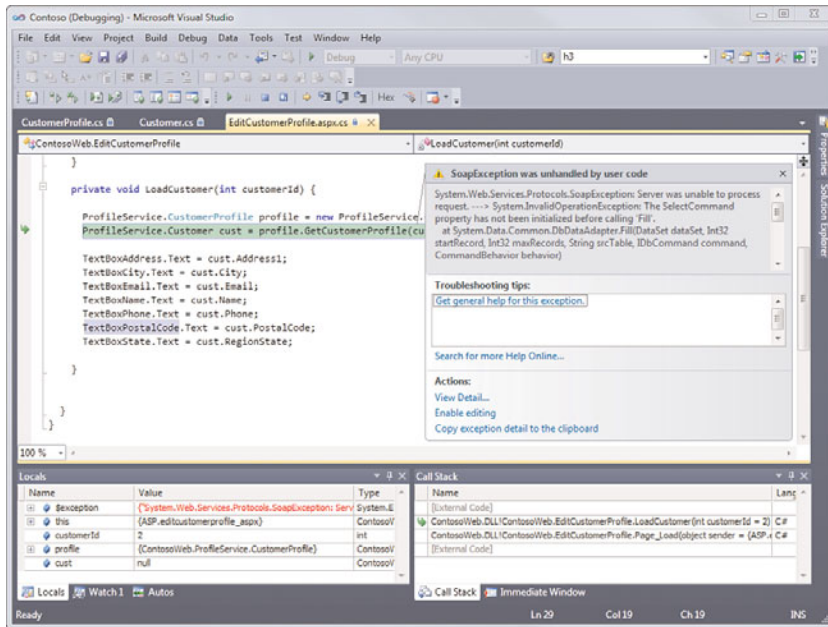 Contoso (Debugging) - Microsoft Visual Studio
File Edit View Project Build Debug Data Tools Test Window Help
Debug Any CPU h3
Hex
CustomerProfile.cs Customer.cs EditCustomerProfile.aspx.cs
ContosoWeb.EditCustomerProfile LoadCustomer(int customerId)
}
private void LoadCustomer(int customerId) {
ProfileService.CustomerProfile profile = new ProfileService.
ProfileService.Customer cust = profile.GetCustomerProfile(cu
TextBoxAddress.Text = cust.Address1;
TextBoxCity.Text = cust.City;
TextBoxEmail.Text = cust.Email;
TextBoxName.Text = cust.Name;
TextBoxPhone.Text = cust.Phone;
TextBoxPostalCode.Text = cust.PostalCode;
TextBoxState.Text = cust.RegionState;
}
}
}
100 %
SoapException was unhandled by user code
System.Web.Services.Protocols.SoapException: Server was unable to process
request. ---> System.InvalidOperationException: The SelectCommand
property has not been initialized before calling 'Fill'.
at System.Data.Common.DbDataAdapter.Fill(DataSet dataSet, Int32
startRecord, Int32 maxRecords, String srcTable, IDbCommand command,
CommandBehavior behavior)
Troubleshooting tips:
Get general help for this exception.
Search for more Help Online...
Actions:
View Detail...
Enable editing
Copy exception detail to the clipboard
Properties
Solution Explorer
Locals
Name Value Type
$exception {"System.Web.Services.Protocols.SoapException: Serv System.E
this {ASP.editcustomerprofile_aspx} ContosoW
customerId 2 int
profile {ContosoWeb.ProfileService.CustomerProfile} ContosoW
cust null ContosoW
Locals Watch 1 Autos
Call Stack
Name Lang
[External Code]
ContosoWeb.DLL!ContosoWeb.EditCustomerProfile.LoadCustomer(int customerId = 2) C#
ContosoWeb.DLL!ContosoWeb.EditCustomerProfile.Page_Load(object sender = {ASP.e C#
[External Code]
Call Stack Immediate Window
Ready Ln 29 Col 19 Ch 19 INS